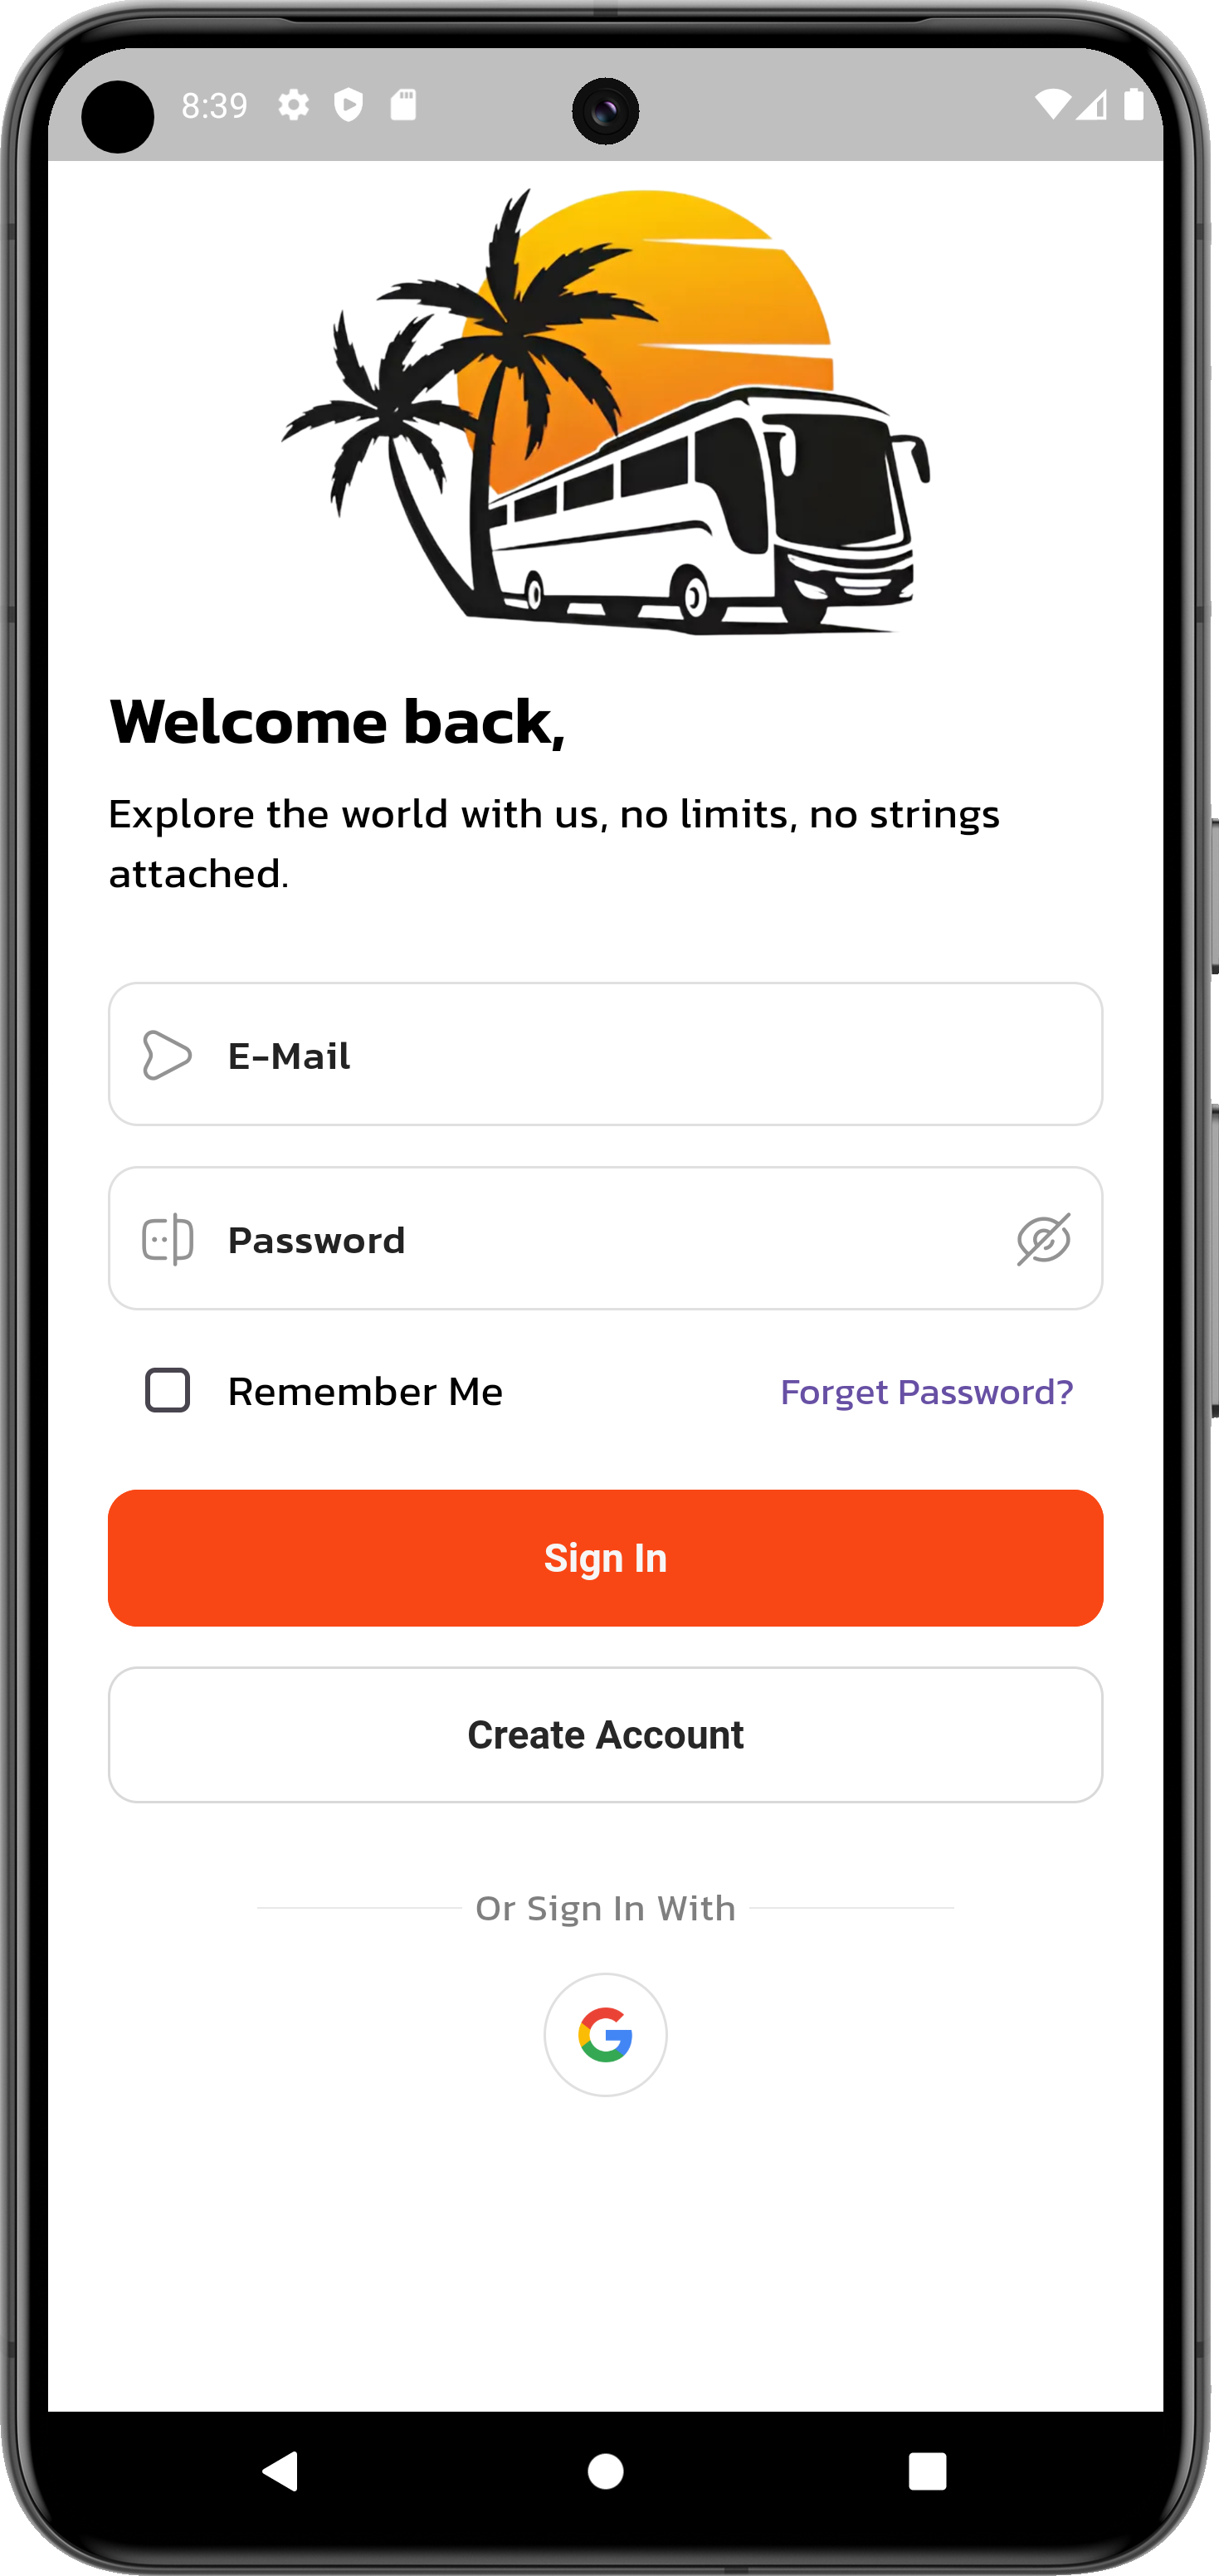 8:39
Welcome back,
Explore the world with us, no limits, no strings
attached.
E-Mail
Password
Remember Me
Forget Password?
Sign In
Create Account
Or Sign In With